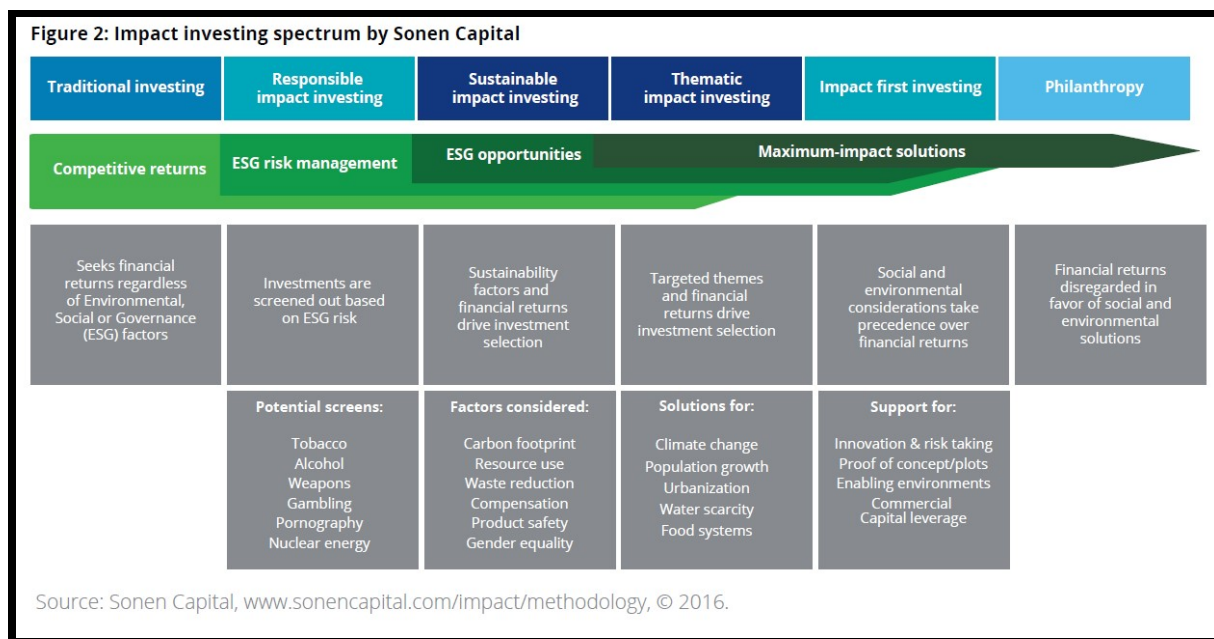 Figure 2: Impact investing spectrum by Sonen Capital
Traditional investing
Responsible
impact investing
Sustainable
impact investing
Thematic
impact investing
Impact first investing
Philanthropy
Competitive returns
ESG risk management
ESG opportunities
Maximum-impact solutions
Seeks financial
returns regardless
of Environmental,
Social or Governance
(ESG) factors
Investments are
screened out based
on ESG risk
Sustainability
factors and
financial returns
drive investment
selection
Targeted themes
and financial
returns drive
investment selection
Social and
environmental
considerations take
precedence over
financial returns
Financial returns
disregarded in
favor of social and
environmental
solutions
Potential screens:
Tobacco
Alcohol
Weapons
Gambling
Pornography
Nuclear energy
Factors considered:
Carbon footprint
Resource use
Waste reduction
Compensation
Product safety
Gender equality
Solutions for:
Climate change
Population growth
Urbanization
Water scarcity
Food systems
Support for:
Innovation & risk taking
Proof of concept/plots
Enabling environments
Commercial
Capital leverage
Source: Sonen Capital, www.sonencapital.com/impact/methodology, © 2016.